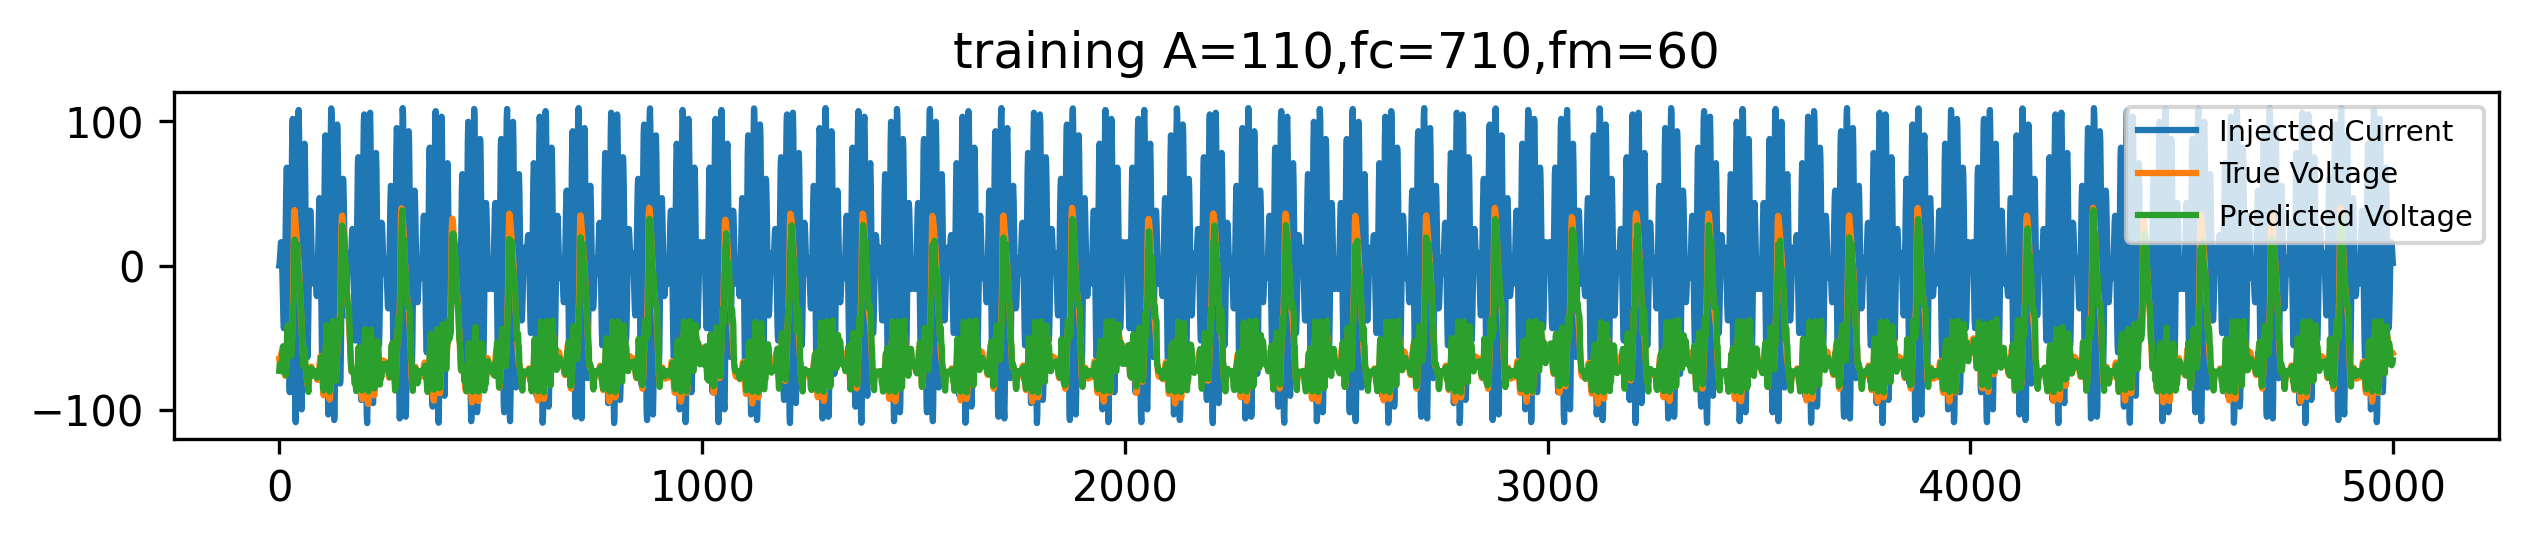 training A=110,fc=710,fm=60
100
0
−100
Injected Current
True Voltage
Predicted Voltage
0 1000 2000 3000 4000 5000